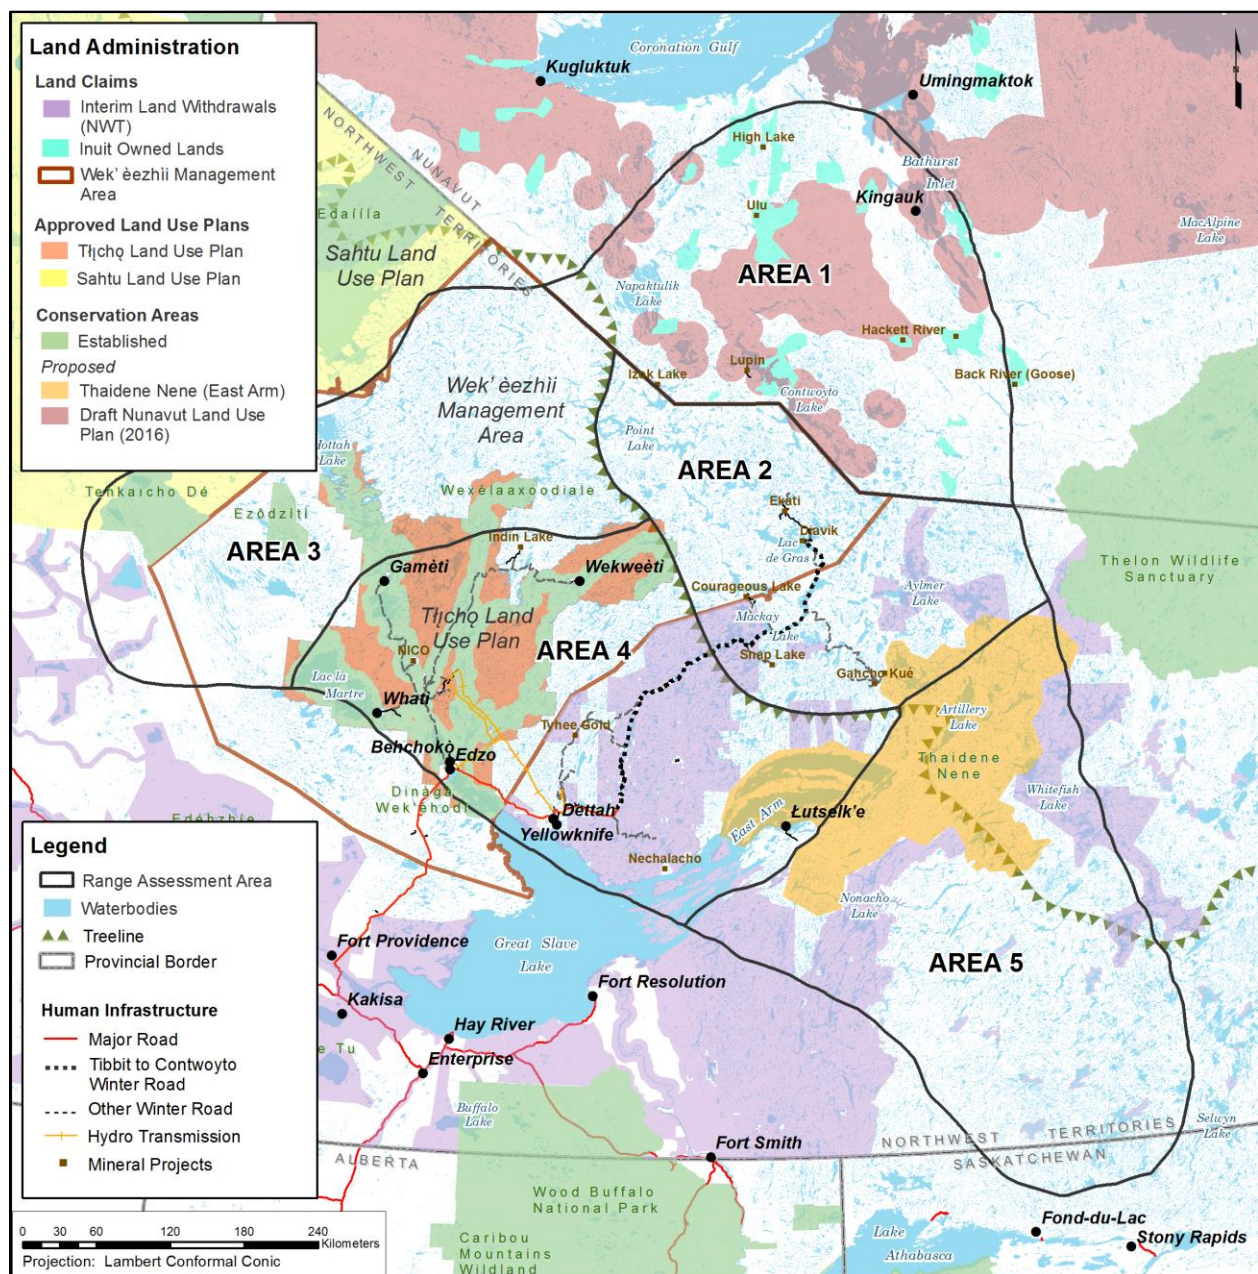 Land Administration
Land Claims
Interim Land Withdrawals
(NWT)
Inuit Owned Lands
Wek' èezhìi Management
Area
Approved Land Use Plans
Tłı̨chǫ Land Use Plan
Sahtu Land Use Plan
Conservation Areas
Established
Proposed
Thaidene Nene (East Arm)
Draft Nunavut Land Use
Plan (2016)
Coronation Gulf
Kugluktuk
Umingmaktok
N
NORTHWEST TERRITORIES
NUNAVUT
High Lake
Bathurst
Inlet
Ulu
Kingauk
MacAlpine
Lake
Edaíı́la
Sahtu Land
Use Plan
AREA 1
Napaktulik
Lake
Hackett River
Lupin
Izok Lake
Back River (Goose)
Contwoyto
Lake
Wek' èezhìi
Management
Area
Point
Lake
Hottah
Lake
AREA 2
Tenkaicho Dé
Wexèlaaxoodiale
Ezǫ̀dzìtì
Ekati
Diavik
Lac
de Gras
AREA 3
Indin Lake
Gamèti
Wekweèti
Thelon Wildlife
Sanctuary
Courageous Lake
Aylmer
Lake
Mackay
Lake
Tłı̨chǫ Land
Use Plan
AREA 4
NICO
Snap Lake
Gahcho Kué
Lac la
Martre
Whati
Artillery
Lake
Tyhee Gold
Behchokǫ̀
Edzo
Thaidene
Nene
Dinàgà
Wek'èhodì
Whitefish
Lake
Dettah
Yellowknife
East Arm
Łutselk'e
Edéhzhíe
Nechalacho
Nonacho
Lake
Legend
Range Assessment Area
Waterbodies
Treeline
Provincial Border
Human Infrastructure
Major Road
Tibbit to Contwoyto
Winter Road
Other Winter Road
Hydro Transmission
Mineral Projects
Fort Providence
Great Slave
Lake
AREA 5
Fort Resolution
Kakisa
Hay River
e Tu
Enterprise
Buffalo
Lake
Selwyn
Lake
NORTHWEST TERRITORIES
SASKATCHEWAN
ALBERTA
Fort Smith
Wood Buffalo
National Park
Fond-du-Lac
Stony Rapids
Lake
Athabasca
Caribou
Mountains
Wildland
0 30 60 120 180 240
Kilometers
Projection: Lambert Conformal Conic